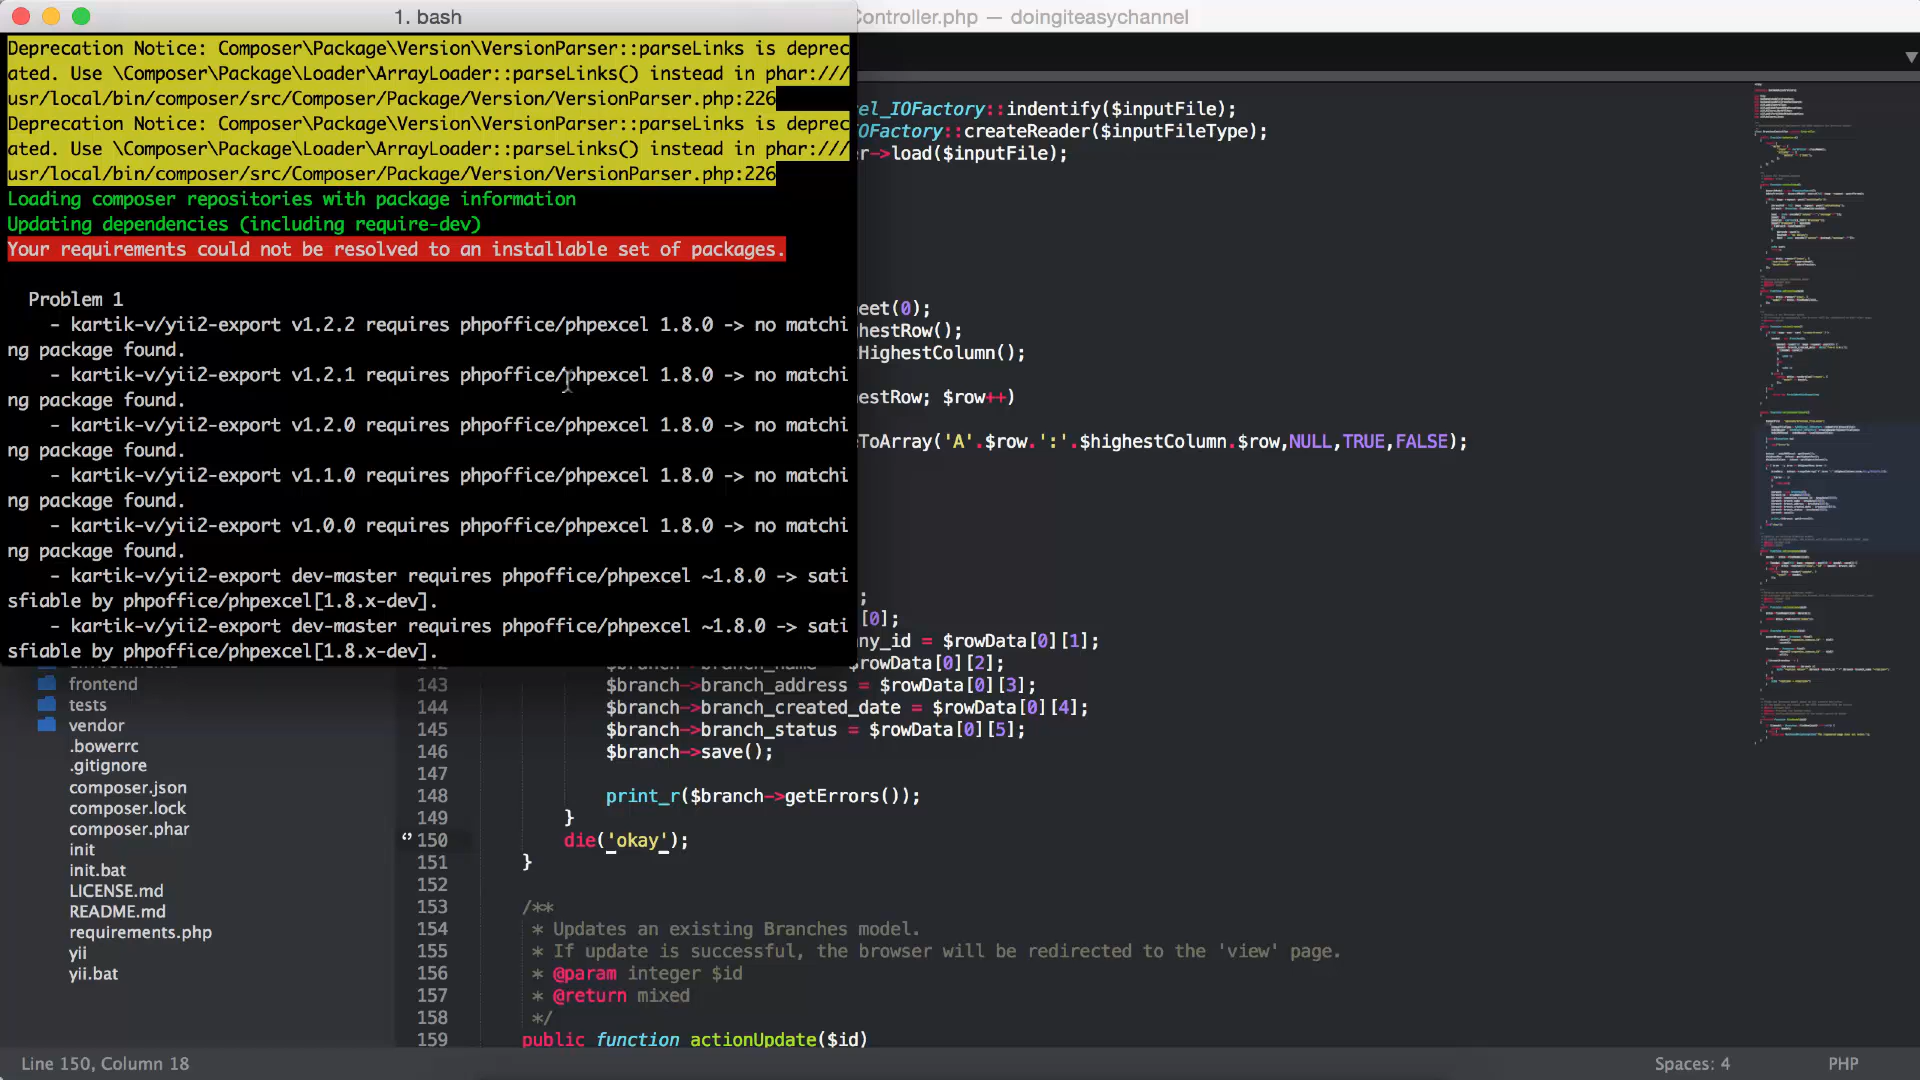 1. bash
Controller.php — doingiteasychannel
Deprecation Notice: Composer\Package\Version\VersionParser::parseLinks is deprec
ated. Use \Composer\Package\Loader\ArrayLoader::parseLinks() instead in phar:///
usr/local/bin/composer/src/Composer/Package/Version/VersionParser.php:226
Deprecation Notice: Composer\Package\Version\VersionParser::parseLinks is deprec
ated. Use \Composer\Package\Loader\ArrayLoader::parseLinks() instead in phar:///
usr/local/bin/composer/src/Composer/Package/Version/VersionParser.php:226
Loading composer repositories with package information
Updating dependencies (including require-dev)
Your requirements could not be resolved to an installable set of packages.
Problem 1
- kartik-v/yii2-export v1.2.2 requires phpoffice/phpexcel 1.8.0 -> no matchi
ng package found.
- kartik-v/yii2-export v1.2.1 requires phpoffice/phpexcel 1.8.0 -> no matchi
ng package found.
- kartik-v/yii2-export v1.2.0 requires phpoffice/phpexcel 1.8.0 -> no matchi
ng package found.
- kartik-v/yii2-export v1.1.0 requires phpoffice/phpexcel 1.8.0 -> no matchi
ng package found.
- kartik-v/yii2-export v1.0.0 requires phpoffice/phpexcel 1.8.0 -> no matchi
ng package found.
- kartik-v/yii2-export dev-master requires phpoffice/phpexcel ~1.8.0 -> sati
sfiable by phpoffice/phpexcel[1.8.x-dev].
- kartik-v/yii2-export dev-master requires phpoffice/phpexcel ~1.8.0 -> sati
sfiable by phpoffice/phpexcel[1.8.x-dev].
el_IOFactory::indentify($inputFile);
IOFactory::createReader($inputFileType);
r->load($inputFile);
eet(0);
hestRow();
HighestColumn();
estRow; $row++)
eToArray('A'.$row.':'.$highestColumn.$row,NULL,TRUE,FALSE);
;
[0];
ny_id = $rowData[0][1];
$rowData[0][2];
143 $branch->branch_address = $rowData[0][3];
144 $branch->branch_created_date = $rowData[0][4];
145 $branch->branch_status = $rowData[0][5];
146 $branch->save();
147
148 print_r($branch->getErrors());
149 }
150 die('okay');
151 }
152
153 /**
154 * Updates an existing Branches model.
155 * If update is successful, the browser will be redirected to the 'view' page.
156 * @param integer $id
157 * @return mixed
158 */
159 public function actionUpdate($id)
frontend
tests
vendor
.bowerrc
.gitignore
composer.json
composer.lock
composer.phar
init
init.bat
LICENSE.md
README.md
requirements.php
yii
yii.bat
Line 150, Column 18
Spaces: 4
PHP